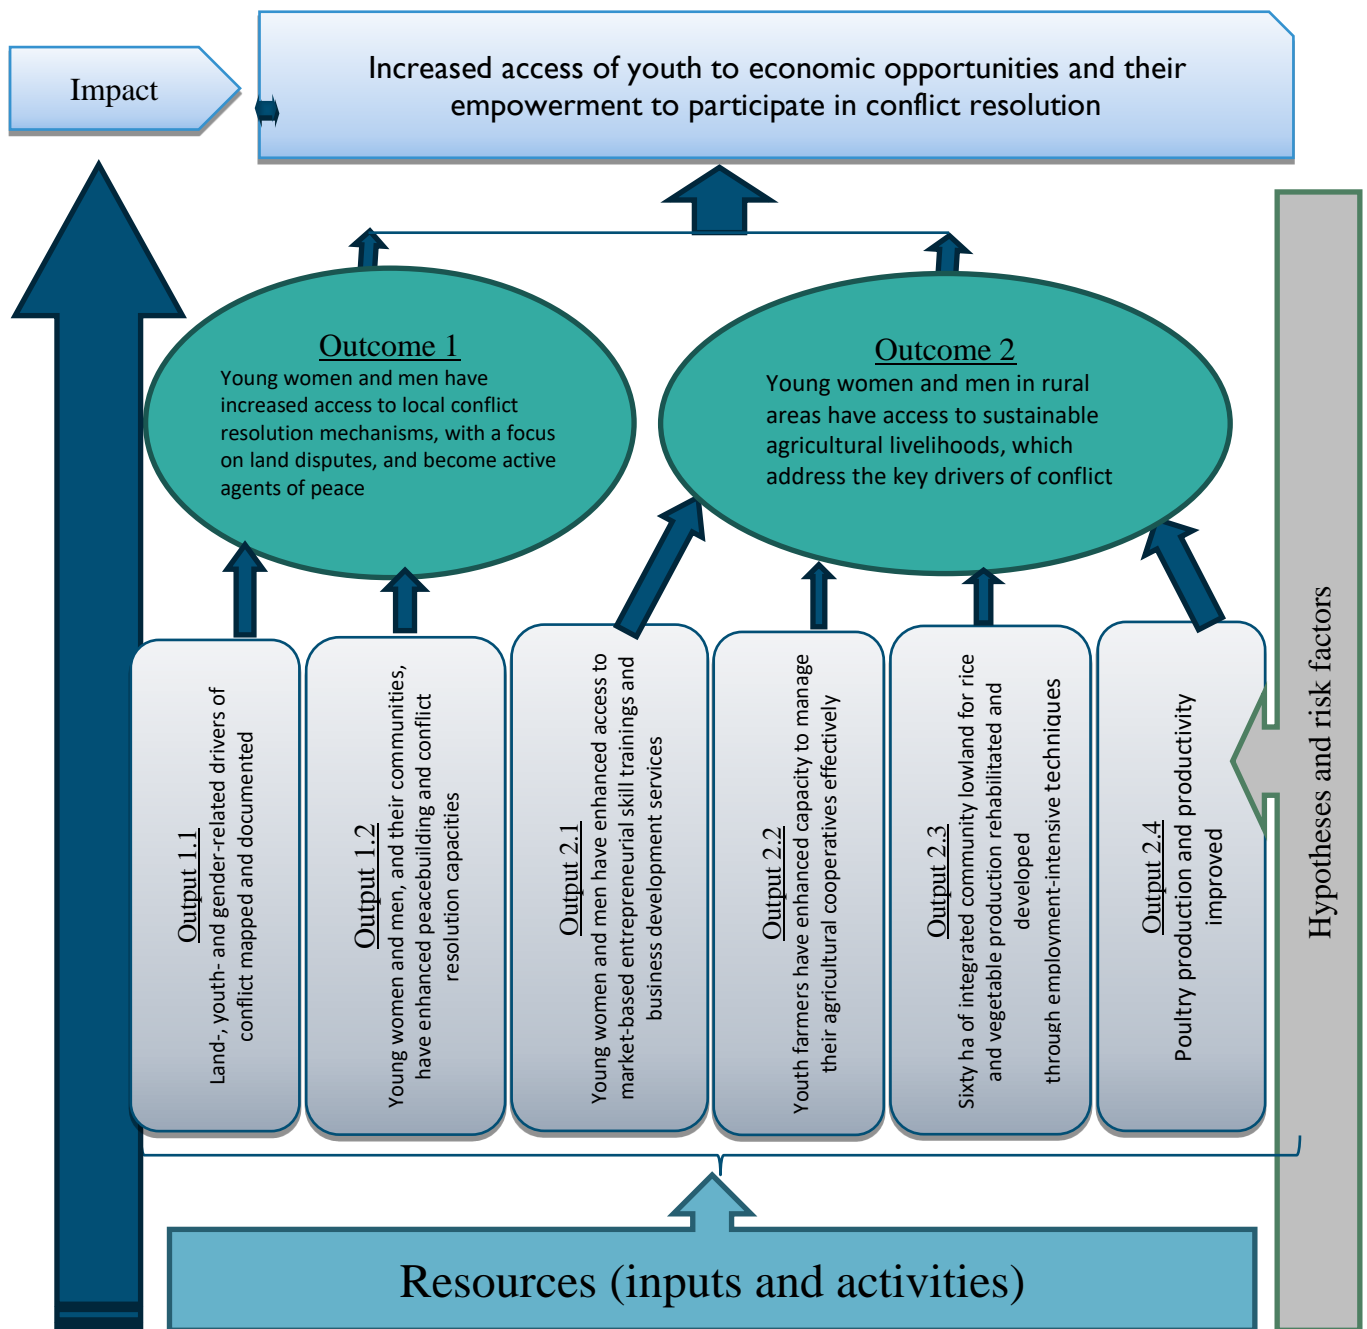 Impact
Increased access of youth to economic opportunities and their
empowerment to participate in conflict resolution
Outcome 1
Young women and men have
increased access to local conflict
resolution mechanisms, with a focus
on land disputes, and become active
agents of peace
Outcome 2
Young women and men in rural
areas have access to sustainable
agricultural livelihoods, which
address the key drivers of conflict
Output 1.1
Land-, youth- and gender-related drivers of
conflict mapped and documented
Output 1.2
Young women and men, and their communities,
have enhanced peacebuilding and conflict
resolution capacities
Output 2.1
Young women and men have enhanced access to
market-based entrepreneurial skill trainings and
business development services
Output 2.2
Youth farmers have enhanced capacity to manage
their agricultural cooperatives effectively
Output 2.3
Sixty ha of integrated community lowland for rice
and vegetable production rehabilitated and
developed
through employment-intensive techniques
Output 2.4
Poultry production and productivity
improved
Hypotheses and risk factors
Resources (inputs and activities)